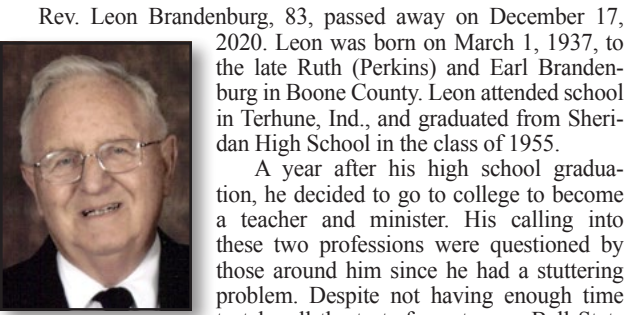 Rev. Leon Brandenburg, 83, passed away on December 17,
2020. Leon was born on March 1, 1937, to
the late Ruth (Perkins) and Earl Branden-
burg in Boone County. Leon attended school
in Terhune, Ind., and graduated from Sheri-
dan High School in the class of 1955.
A year after his high school gradua-
tion, he decided to go to college to become
a teacher and minister. His calling into
these two professions were questioned by
those around him since he had a stuttering
problem. Despite not having enough time